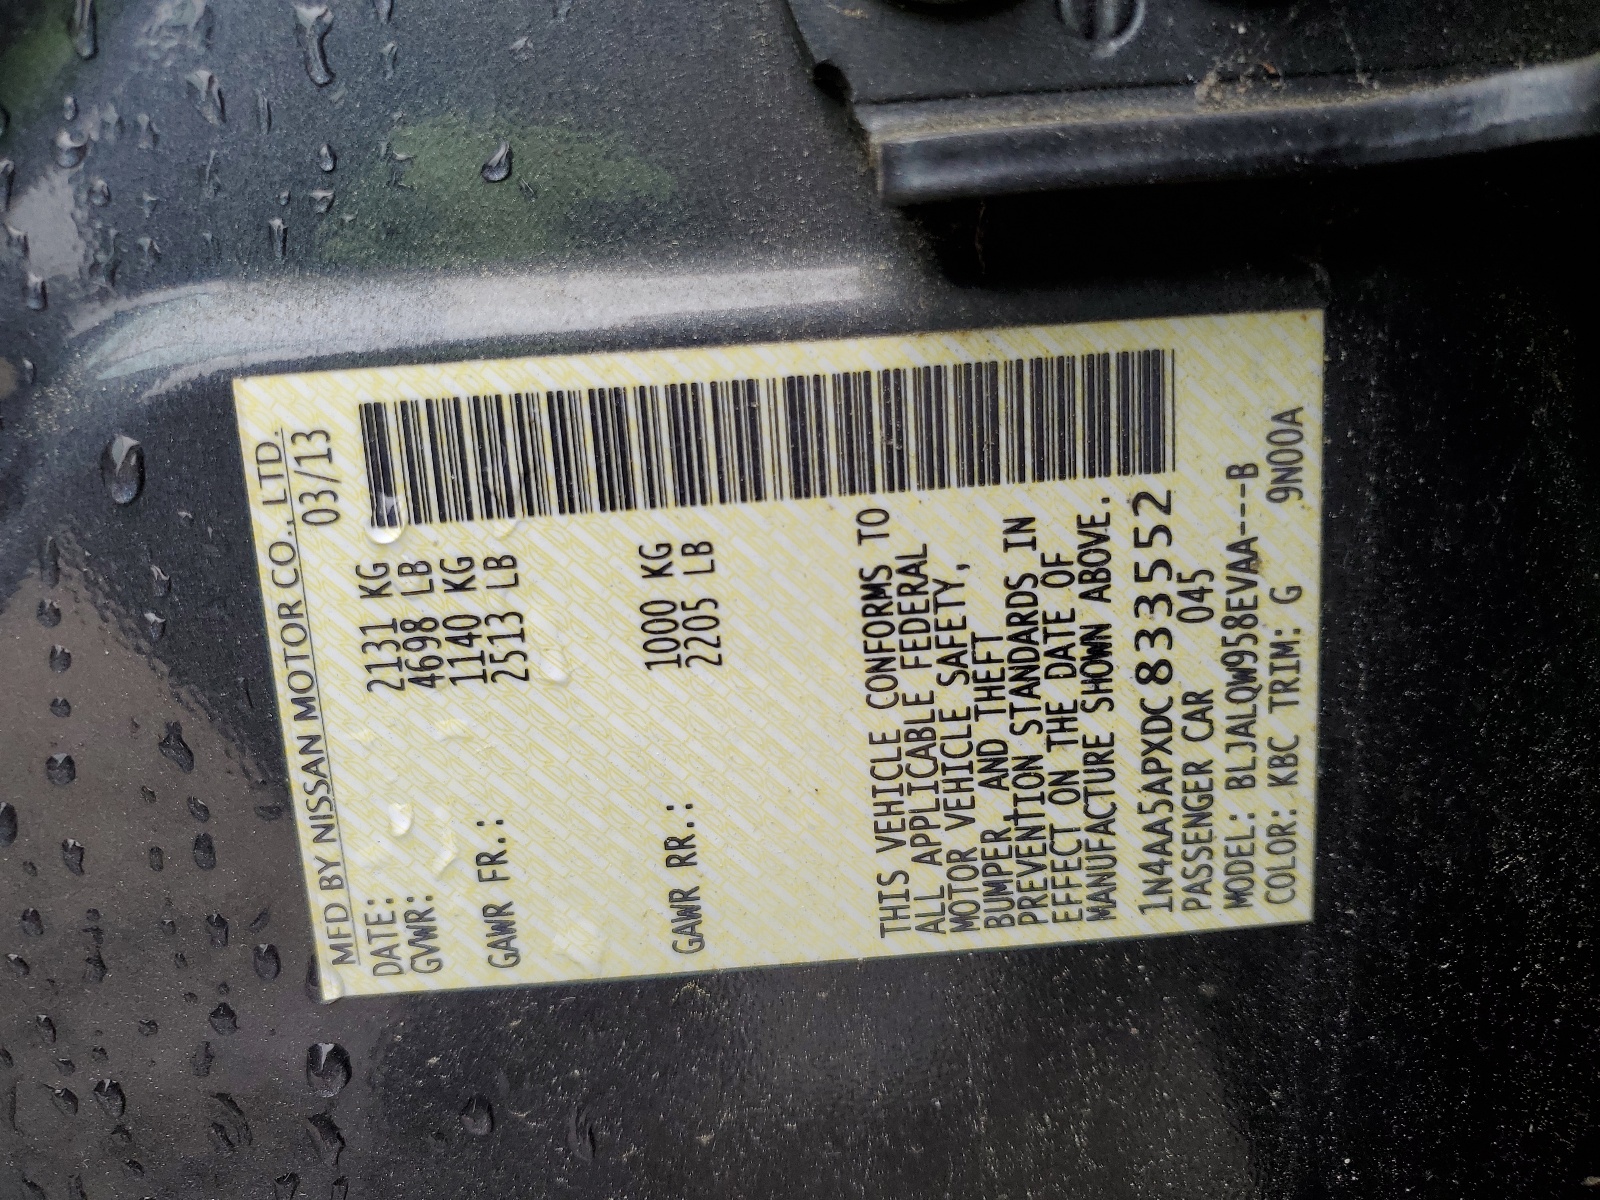 MFD BY NISSAN MOTOR CO., LTD.
DATE: 03/13
GVWR: 2131 KG
4698 LB
GAWR FR.: 1140 KG
2513 LB
GAWR RR.: 1000 KG
2205 LB
THIS VEHICLE CONFORMS TO
ALL APPLICABLE FEDERAL
MOTOR VEHICLE SAFETY,
BUMPER, AND THEFT
PREVENTION STANDARDS IN
EFFECT ON THE DATE OF
MANUFACTURE SHOWN ABOVE.
1N4AA5APXDC833552
PASSENGER CAR 045
MODEL: BLJALQW958EVAA---B
COLOR: KBC TRIM: G 9N00A